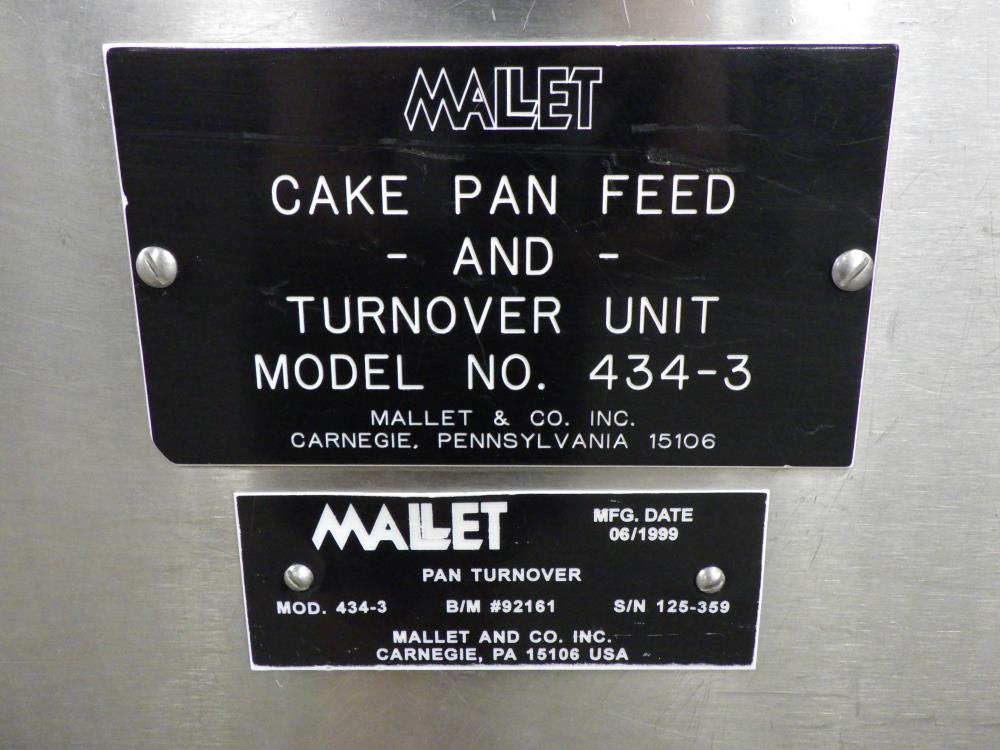 MALLET
CAKE PAN FEED
- AND -
TURNOVER UNIT
MODEL NO. 434-3
MALLET & CO. INC.
CARNEGIE, PENNSYLVANIA 15106
MALLET
MFG. DATE
06/1999
PAN TURNOVER
MOD. 434-3 B/M #92161 S/N 125-359
MALLET AND CO. INC.
CARNEGIE, PA 15106 USA